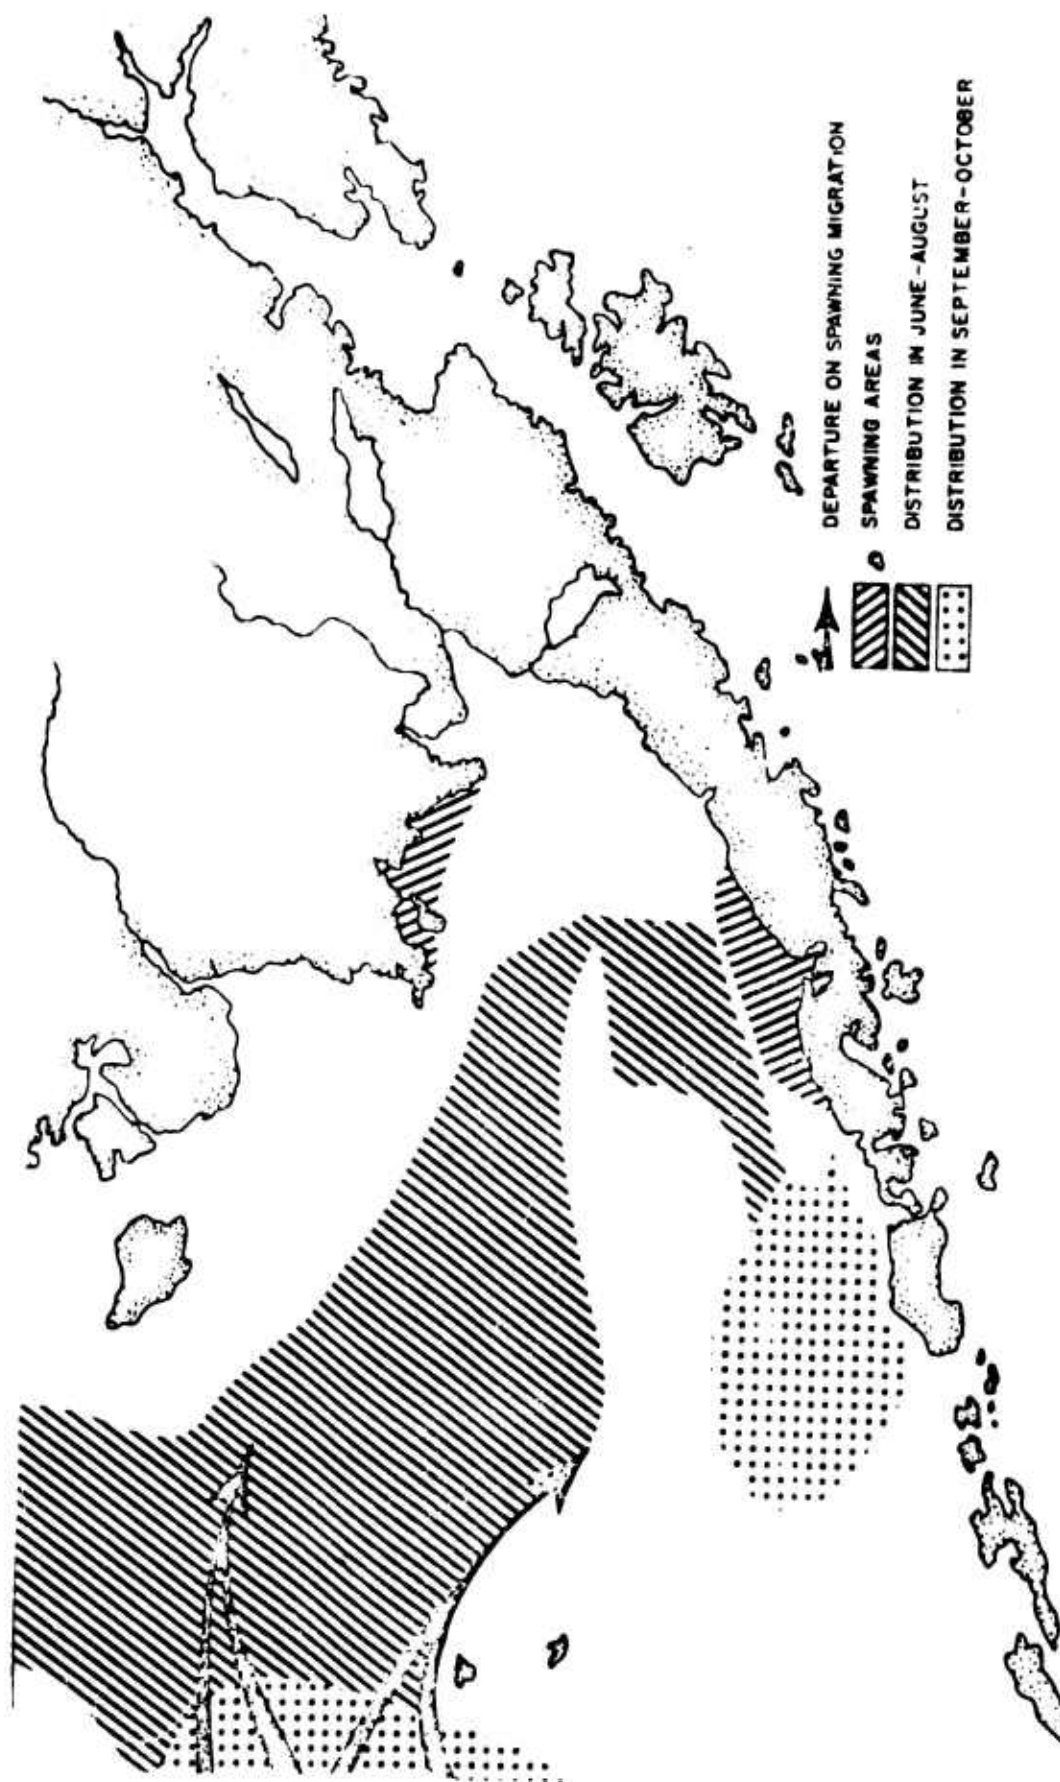 DEPARTURE ON SPAWNING MIGRATION
SPAWNING AREAS
DISTRIBUTION IN JUNE-AUGUST
DISTRIBUTION IN SEPTEMBER-OCTOBER